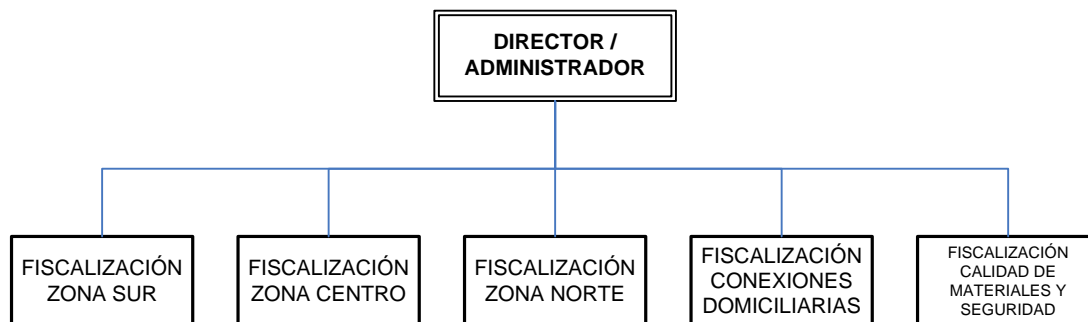 DIRECTOR /
ADMINISTRADOR
FISCALIZACIÓN
ZONA SUR
FISCALIZACIÓN
ZONA CENTRO
FISCALIZACIÓN
ZONA NORTE
FISCALIZACIÓN
CONEXIONES
DOMICILIARIAS
FISCALIZACIÓN
CALIDAD DE
MATERIALES Y
SEGURIDAD